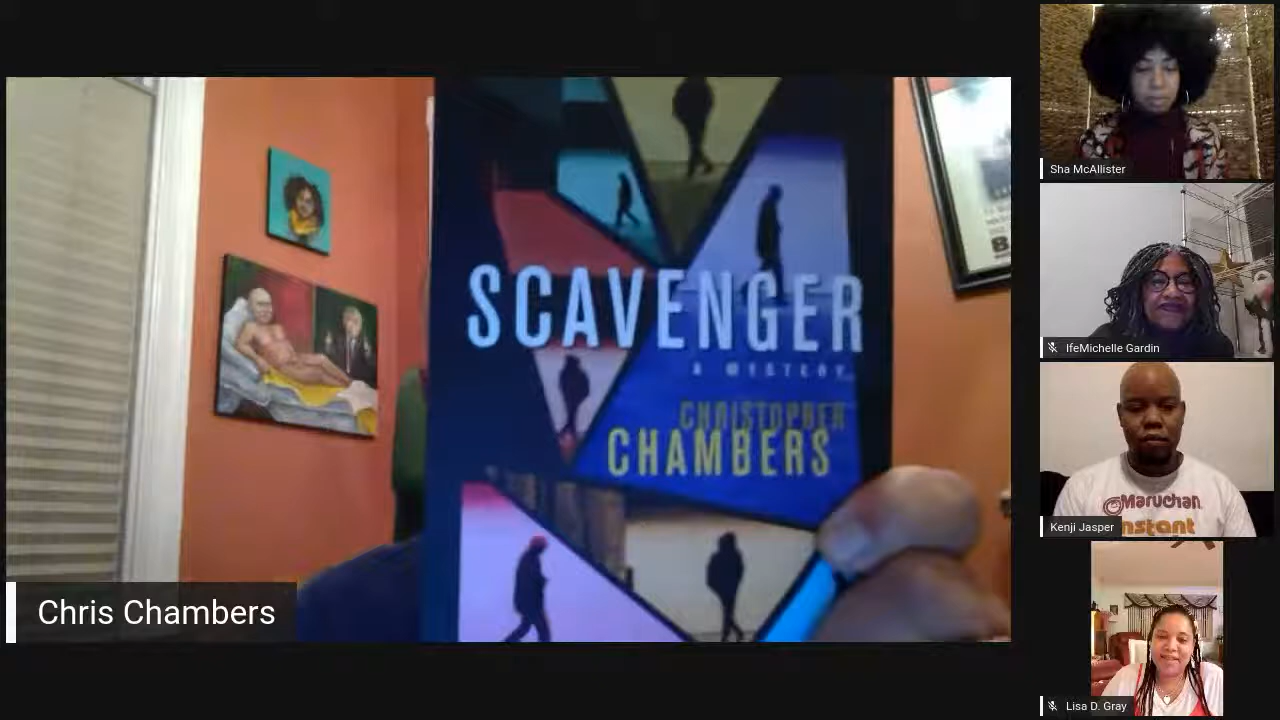 SCAVENGER
A MYSTERY
CHRISTOPHER
CHAMBERS
Chris Chambers
Sha McAllister
IfeMichelle Gardin
@Maruchan
nstant
Kenji Jasper
Lisa D. Gray